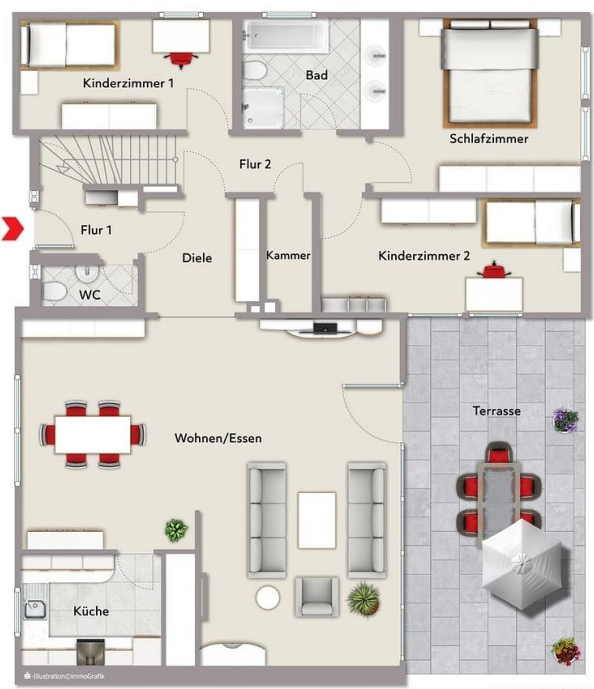 Kinderzimmer 1
Bad
Schlafzimmer
Flur 2
Flur 1
Diele
Kammer
Kinderzimmer 2
WC
Wohnen/Essen
Terrasse
Küche
-Illustration©immoGrafik